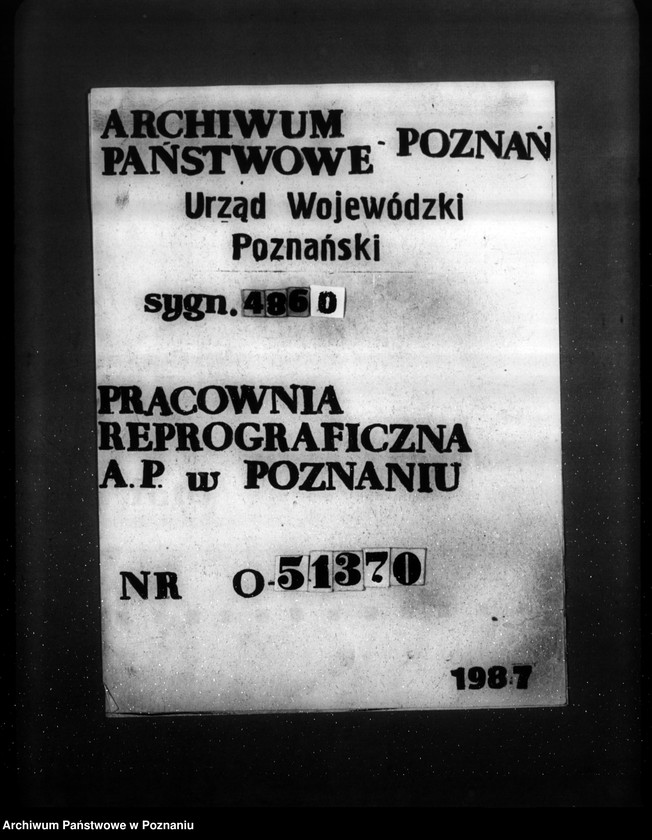 ARCHIWUM
PAŃSTWOWE - POZNAŃ
Urząd Wojewódzki
Poznański
sygn. 4860
PRACOWNIA
REPROGRAFICZNA
A.P. w POZNANIU
NR O-51370
1987
Archiwum Państwowe w Poznaniu